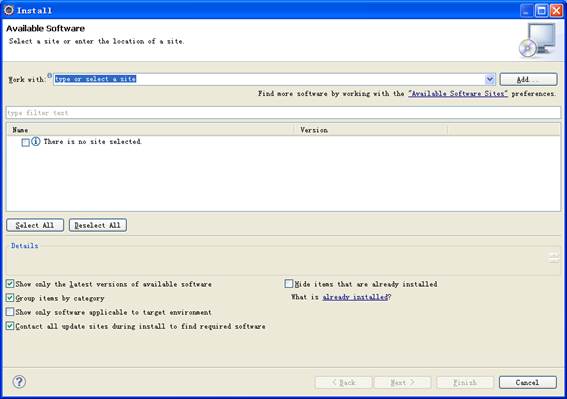 Install
Available Software
Select a site or enter the location of a site.
Work with: type or select a site Add...
Find more software by working with the "Available Software Sites" preferences.
type filter text
Name Version
There is no site selected.
Select All Deselect All
Details
Show only the latest versions of available software Hide items that are already installed
Group items by category What is already installed?
Show only software applicable to target environment
Contact all update sites during install to find required software
? < Back Next > Finish Cancel